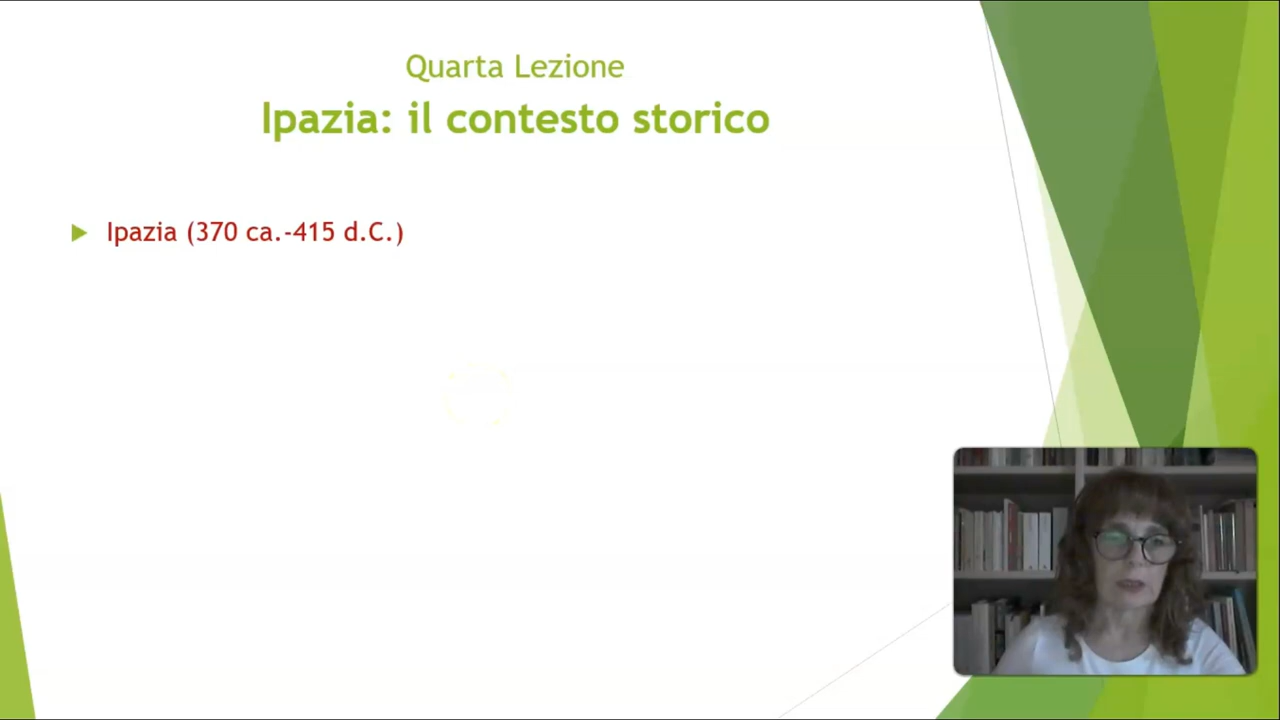 Quarta Lezione
Ipazia: il contesto storico
Ipazia (370 ca.-415 d.C.)